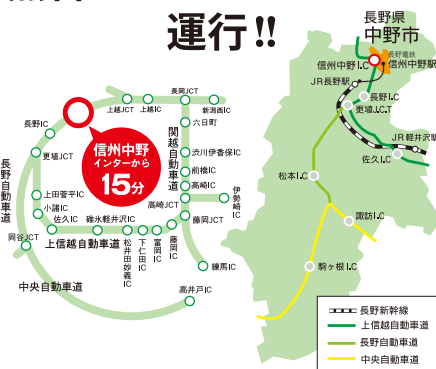 運行!!
長野県
中野市
長野電鉄
信州中野I.C
信州中野駅
JR長野駅
長野I.C
更埴J.C.T
JR軽井沢駅
佐久I.C
松本I.C
諏訪I.C
駒ヶ根I.C
長野新幹線
上信越自動車道
長野自動車道
中央自動車道
上越JCT
上越IC
長岡JCT
新潟西IC
六日町
関越自動車道
渋川伊香保IC
前橋IC
高崎IC
高崎JCT
伊勢崎IC
藤岡JCT
藤岡IC
練馬IC
高井戸IC
信州中野
インターから
15分
長野IC
更埴JCT
長野自動車道
上田菅平IC
小諸IC
佐久IC
碓氷軽井沢IC
上信越自動車道
松井田妙義IC
下仁田IC
富岡IC
岡谷JCT
中央自動車道